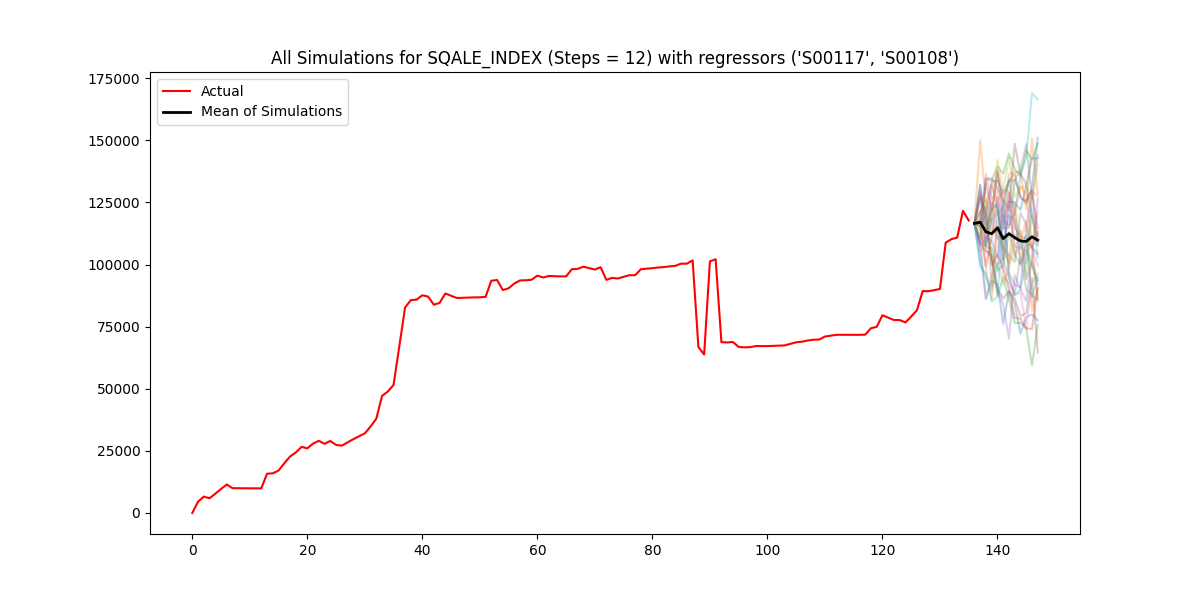 All Simulations for SQALE_INDEX (Steps = 12) with regressors ('S00117', 'S00108')
175000
150000
125000
100000
75000
50000
25000
0
Actual
Mean of Simulations
0 20 40 60 80 100 120 140